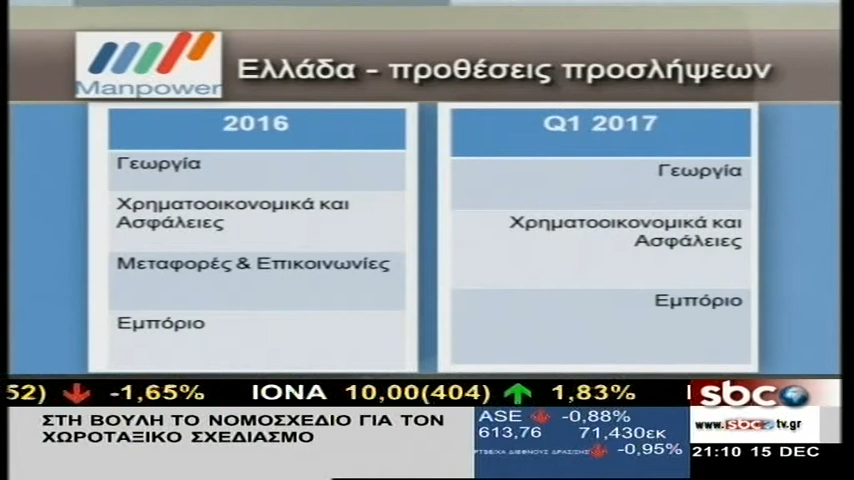 Manpower
Ελλάδα - προθέσεις προσλήψεων
2016
Γεωργία
Χρηματοοικονομικά και
Ασφάλειες
Μεταφορές & Επικοινωνίες
Εμπόριο
Q1 2017
Γεωργία
Χρηματοοικονομικά και
Ασφάλειες
Εμπόριο
52) -1,65% ΙΟΝΑ 10,00(404) 1,83%
sbc
www.sbctv.gr
21:10 15 DEC
ΣΤΗ ΒΟΥΛΗ ΤΟ ΝΟΜΟΣΧΕΔΙΟ ΓΙΑ ΤΟΝ
ΧΩΡΟΤΑΞΙΚΟ ΣΧΕΔΙΑΣΜΟ
ASE -0,88%
613,76 71,430εκ
-0,95%